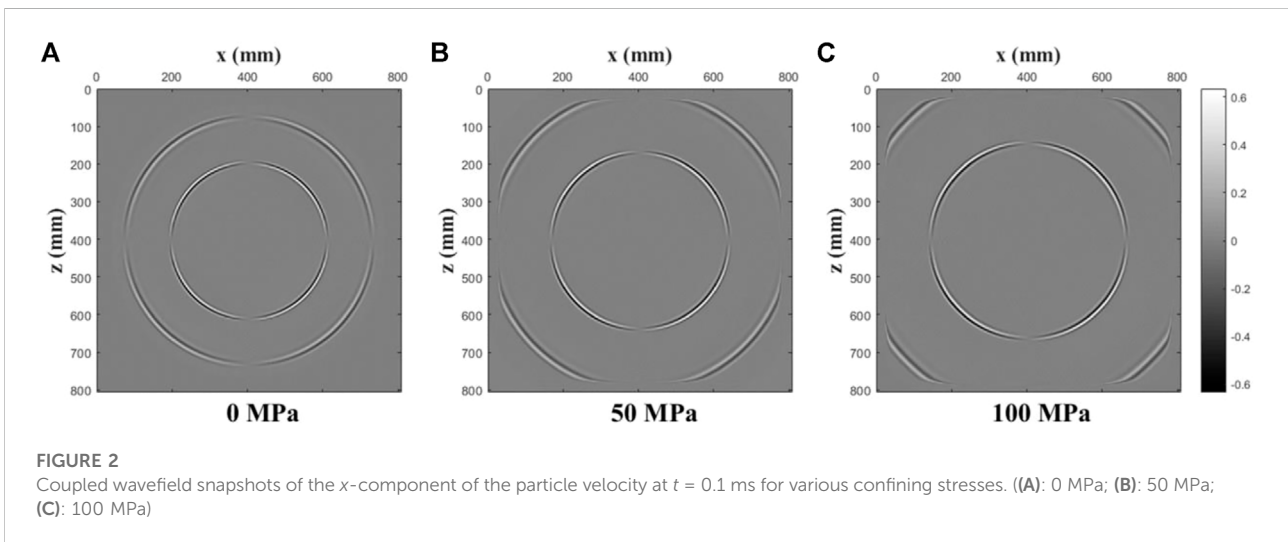 A
x (mm)
0 200 400 600 800
0
100
200
300
400
500
600
700
800
z (mm)
0 MPa
B
x (mm)
0 200 400 600 800
0
100
200
300
400
500
600
700
800
z (mm)
50 MPa
C
x (mm)
0 200 400 600 800
0
100
200
300
400
500
600
700
800
z (mm)
100 MPa
0.6
0.4
0.2
0
-0.2
-0.4
-0.6
FIGURE 2
Coupled wavefield snapshots of the x-component of the particle velocity at t = 0.1 ms for various confining stresses. ((A): 0 MPa; (B): 50 MPa;
(C): 100 MPa)